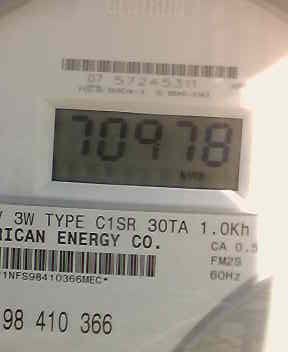 07 57245311
70978
kWh
V 3W TYPE C1SR 30TA 1.0Kh
RICAN ENERGY CO.
CA 0.5
FM2S
60Hz
*1NFS98410366MEC*
98 410 366